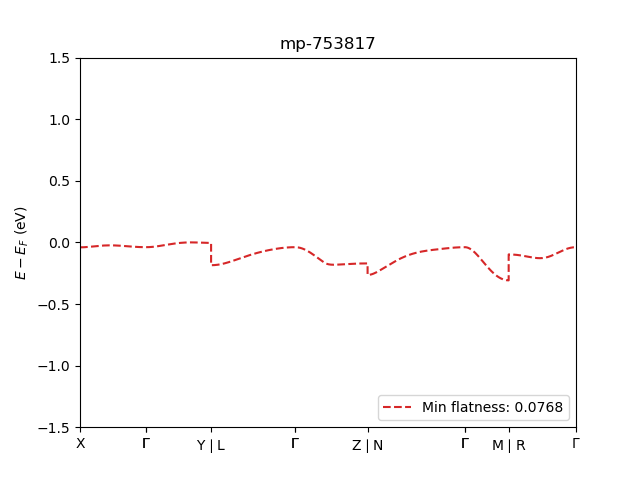 mp-753817
E − E_F (eV)
1.5
1.0
0.5
0.0
−0.5
−1.0
−1.5
Min flatness: 0.0768
X Γ Y | L Γ Z | N Γ M | R Γ